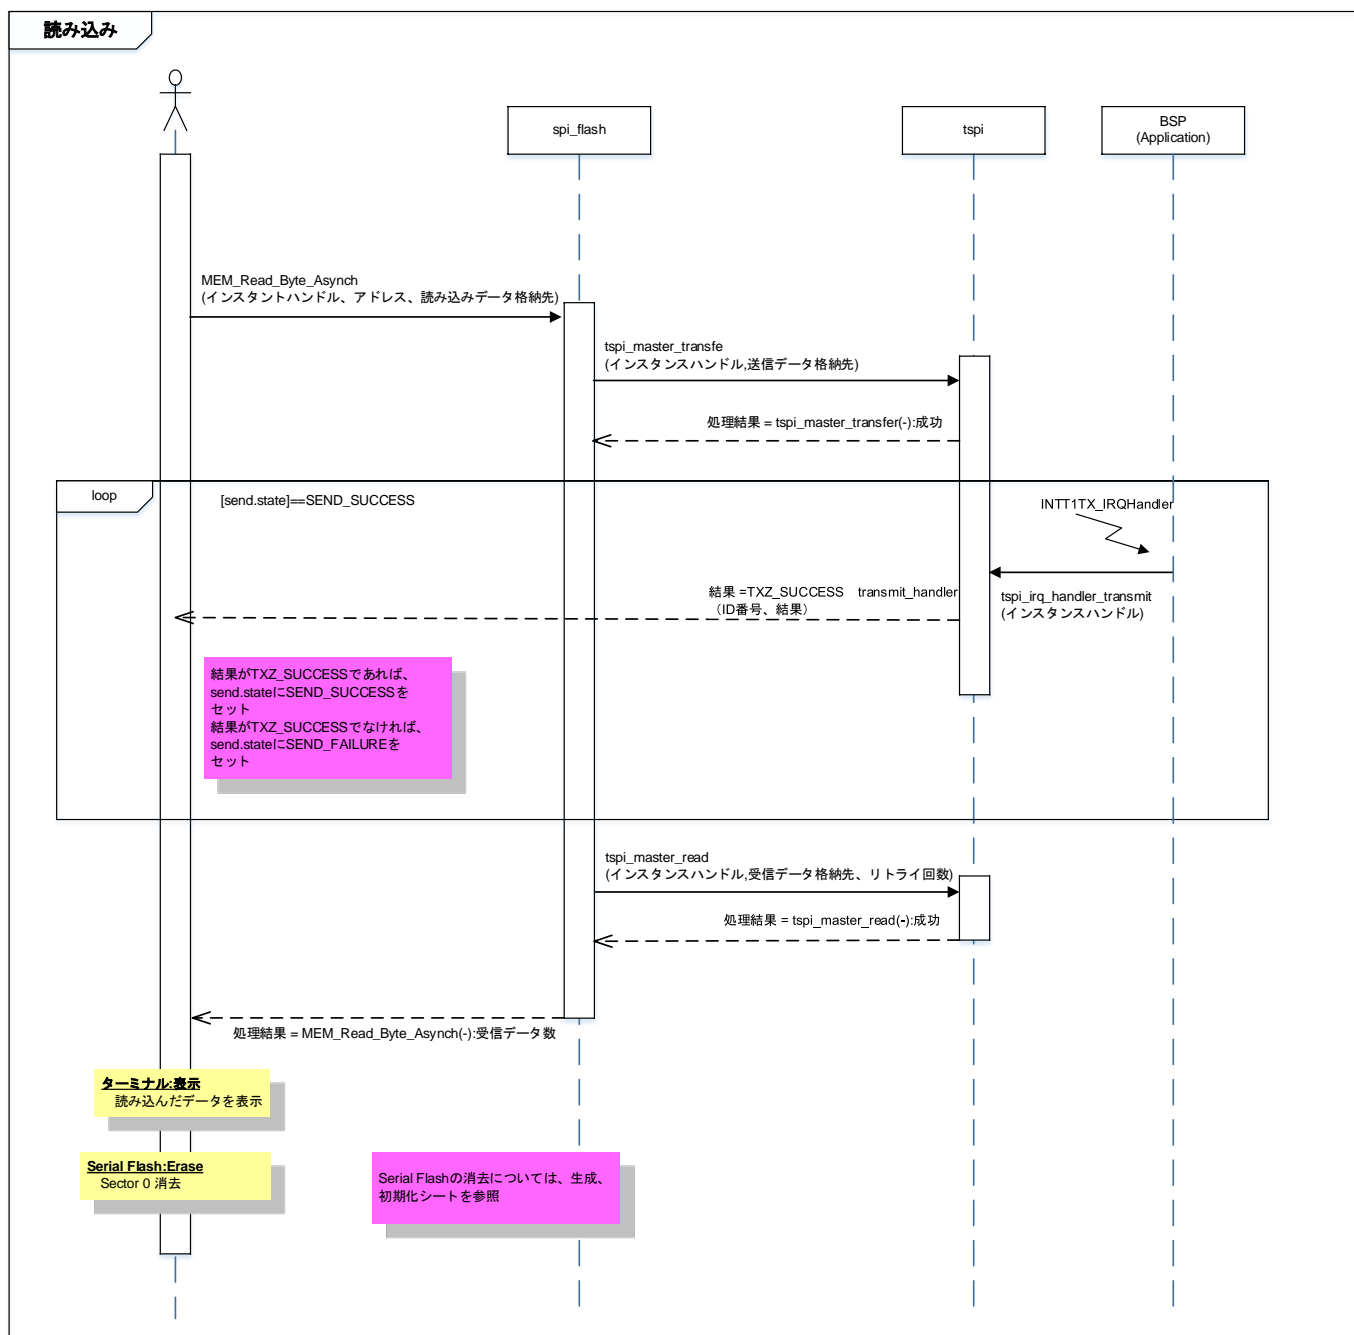 読み込み
spi_flash
tspi
BSP
(Application)
MEM_Read_Byte_Asynch
(インスタントハンドル、アドレス、読み込みデータ格納先)
tspi_master_transfe
(インスタンスハンドル,送信データ格納先)
処理結果 = tspi_master_transfer(-):成功
loop
[send.state]==SEND_SUCCESS
INTT1TX_IRQHandler
結果 =TXZ_SUCCESS transmit_handler
(ID番号、結果)
tspi_irq_handler_transmit
(インスタンスハンドル)
結果がTXZ_SUCCESSであれば、
send.stateにSEND_SUCCESSを
セット
結果がTXZ_SUCCESSでなければ、
send.stateにSEND_FAILUREを
セット
tspi_master_read
(インスタンスハンドル,受信データ格納先、リトライ回数)
処理結果 = tspi_master_read(-):成功
処理結果 = MEM_Read_Byte_Asynch(-):受信データ数
ターミナル:表示
読み込んだデータを表示
Serial Flash:Erase
Sector 0 消去
Serial Flashの消去については、生成、
初期化シートを参照